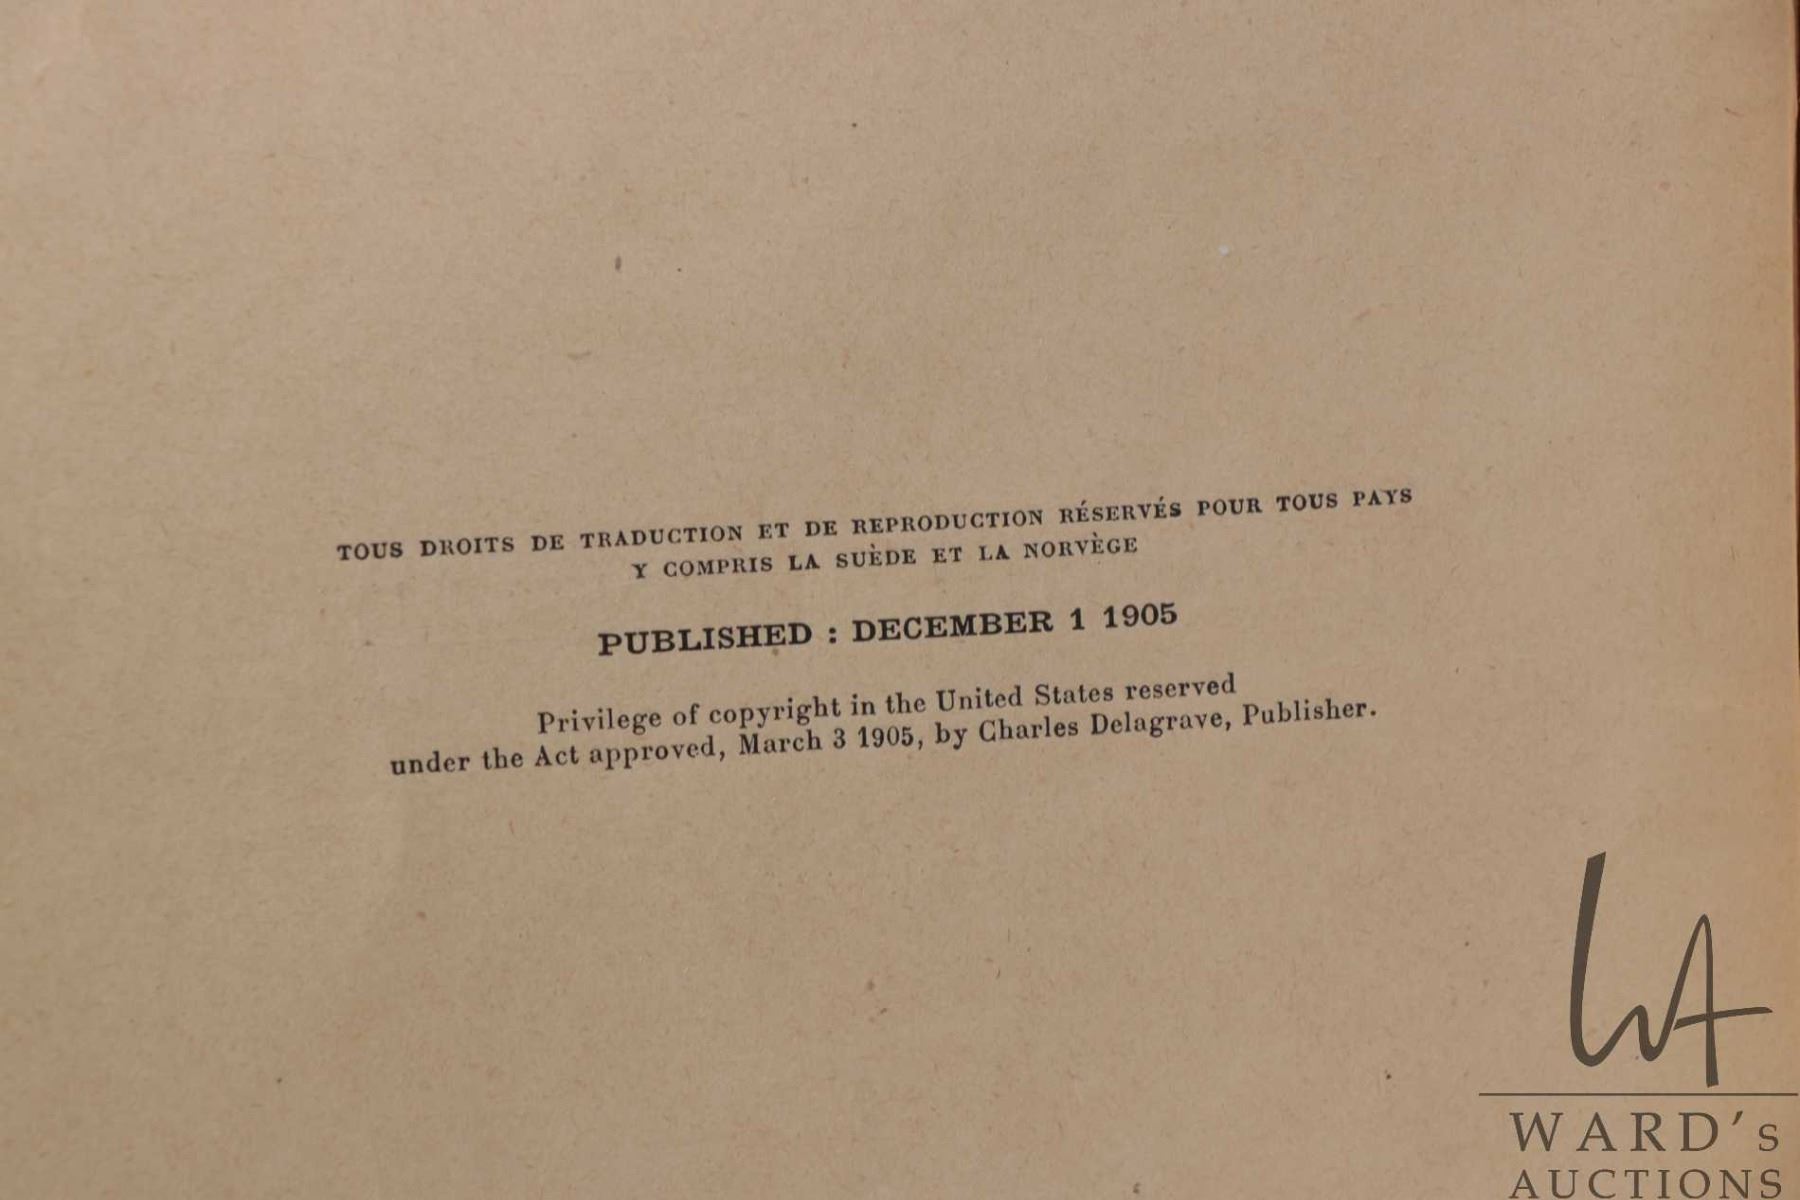 TOUS DROITS DE TRADUCTION ET DE REPRODUCTION RÉSERVÉS POUR TOUS PAYS
Y COMPRIS LA SUÈDE ET LA NORVÈGE
PUBLISHED : DECEMBER 1 1905
Privilege of copyright in the United States reserved
under the Act approved, March 3 1905, by Charles Delagrave, Publisher.
WA
WARD's
AUCTIONS